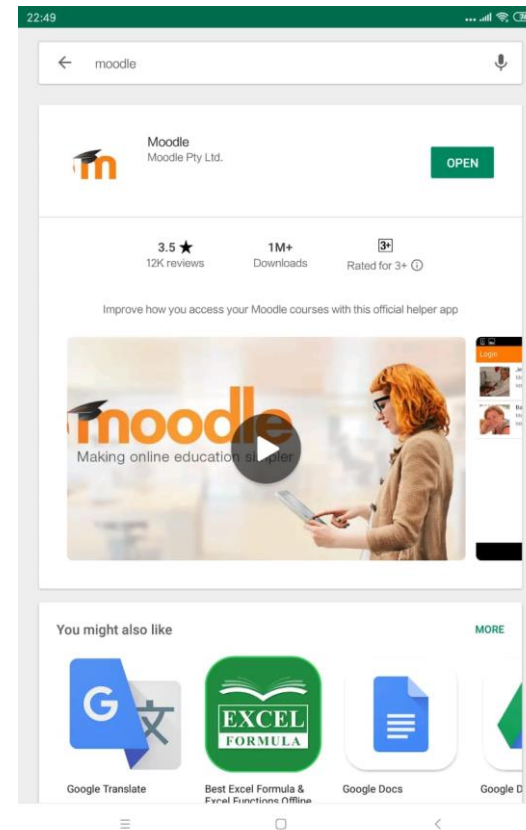 22:49
moodle
m
Moodle
Moodle Pty Ltd.
OPEN
3.5 ★
12K reviews
1M+
Downloads
3+
Rated for 3+
Improve how you access your Moodle courses with this official helper app
moodle
Making online education simpler
Login
You might also like
MORE
G
EXCEL
FORMULA
Google Translate
Best Excel Formula &
Excel Functions Offline
Google Docs
Google D